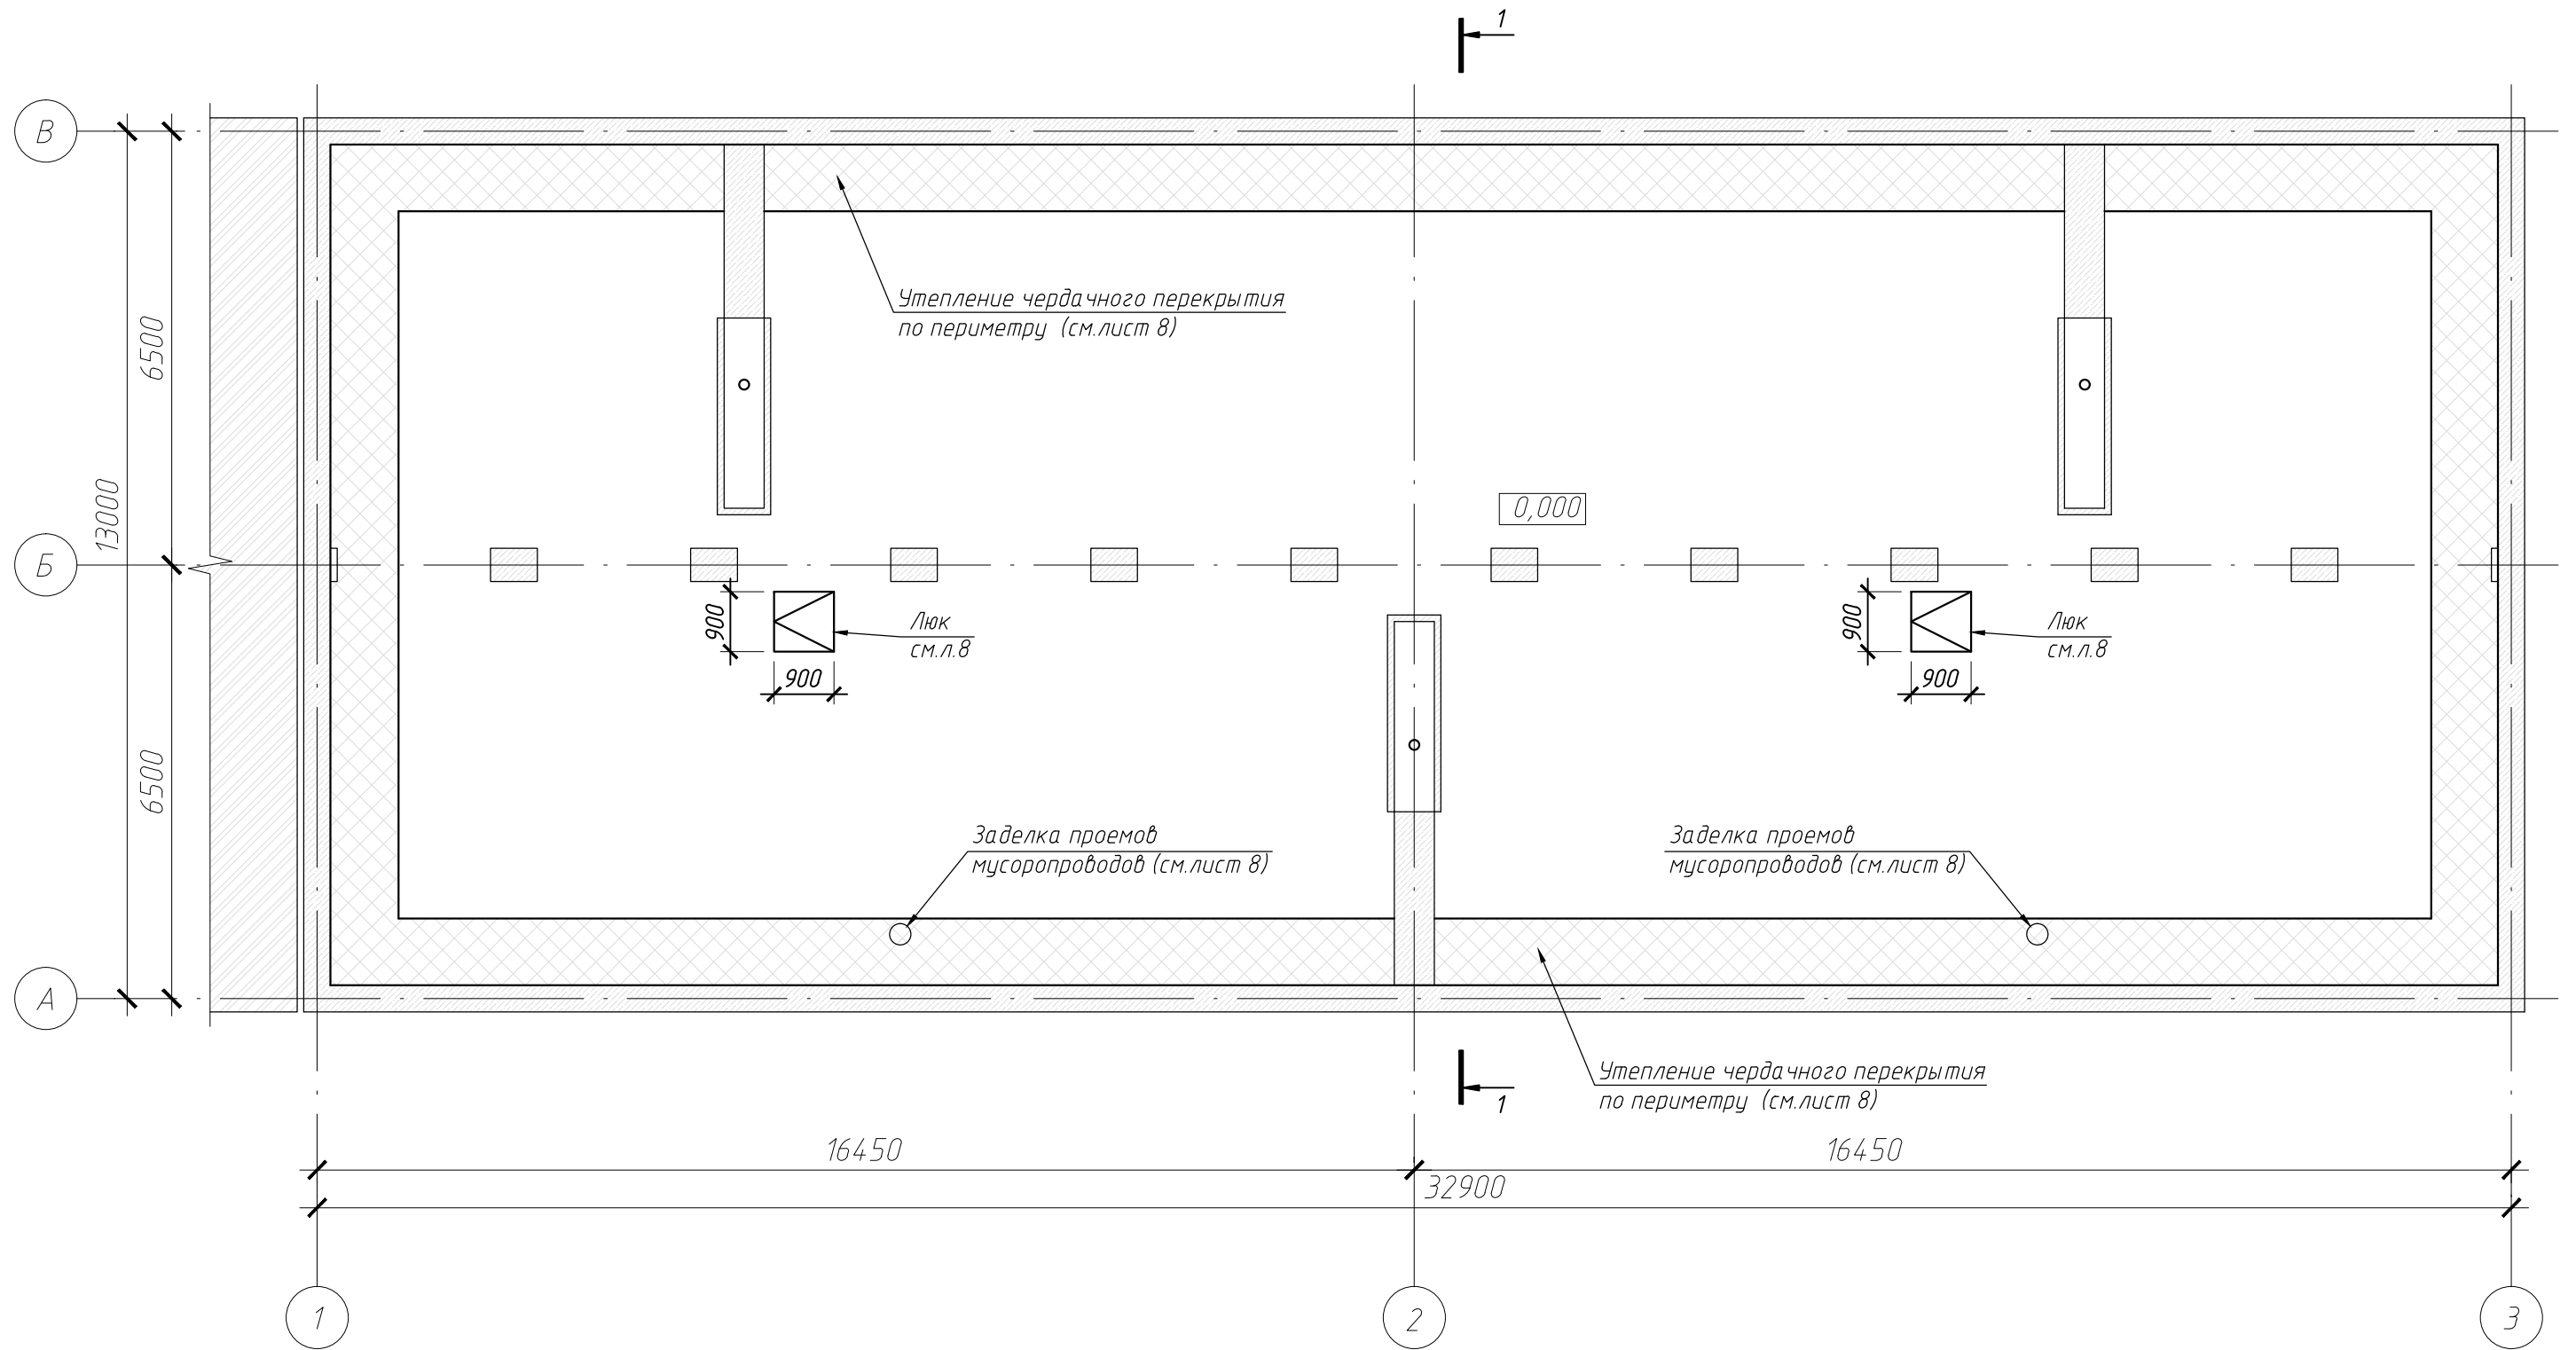 1
В
6500
Утепление чердачного перекрытия
по периметру (см.лист 8)
13000
0,000
Б
900
Люк
см.л.8
900
900
Люк
см.л.8
900
6500
Заделка проемов
мусоропроводов (см.лист 8)
Заделка проемов
мусоропроводов (см.лист 8)
А
Утепление чердачного перекрытия
по периметру (см.лист 8)
1
16450
16450
32900
1
2
3